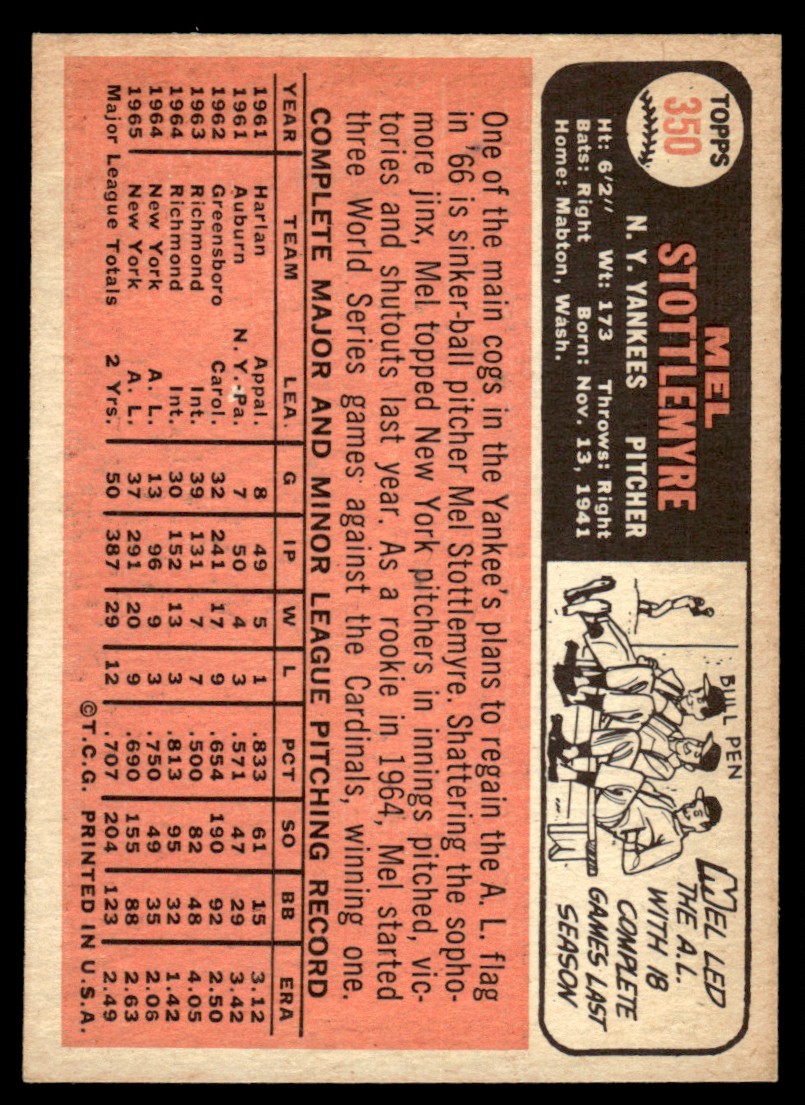 TOPPS
350
MEL
STOTTLEMYRE
N. Y. YANKEES PITCHER
Ht: 6'2" Wt: 173 Throws: Right
Bats: Right Born: Nov. 13, 1941
Home: Mabton, Wash.
BULL PEN
MEL LED
THE A.L.
WITH 18
COMPLETE
GAMES LAST
SEASON
One of the main cogs in the Yankee's plans to regain the A. L. flag
in '66 is sinker-ball pitcher Mel Stottlemyre. Shattering the sopho-
more jinx, Mel topped New York pitchers in innings pitched, vic-
tories and shutouts last year. As a rookie in 1964, Mel started
three World Series games against the Cardinals, winning one.
COMPLETE MAJOR AND MINOR LEAGUE PITCHING RECORD
YEAR TEAM LEA. G IP W L PCT SO BB ERA
1961 Harlan Appal. 8 49 5 1 .833 61 15 3.12
1961 Auburn N. Y.-Pa. 7 50 4 3 .571 47 29 3.42
1962 Greensboro Carol. 32 241 17 9 .654 190 92 2.50
1963 Richmond Int. 39 131 7 7 .500 82 48 4.05
1964 Richmond Int. 30 152 13 3 .813 95 32 1.42
1964 New York A. L. 13 96 9 3 .750 49 35 2.06
1965 New York A. L. 37 291 20 9 .690 155 88 2.63
Major League Totals 2 Yrs. 50 387 29 12 .707 204 123 2.49
©T.C.G. PRINTED IN U.S.A.